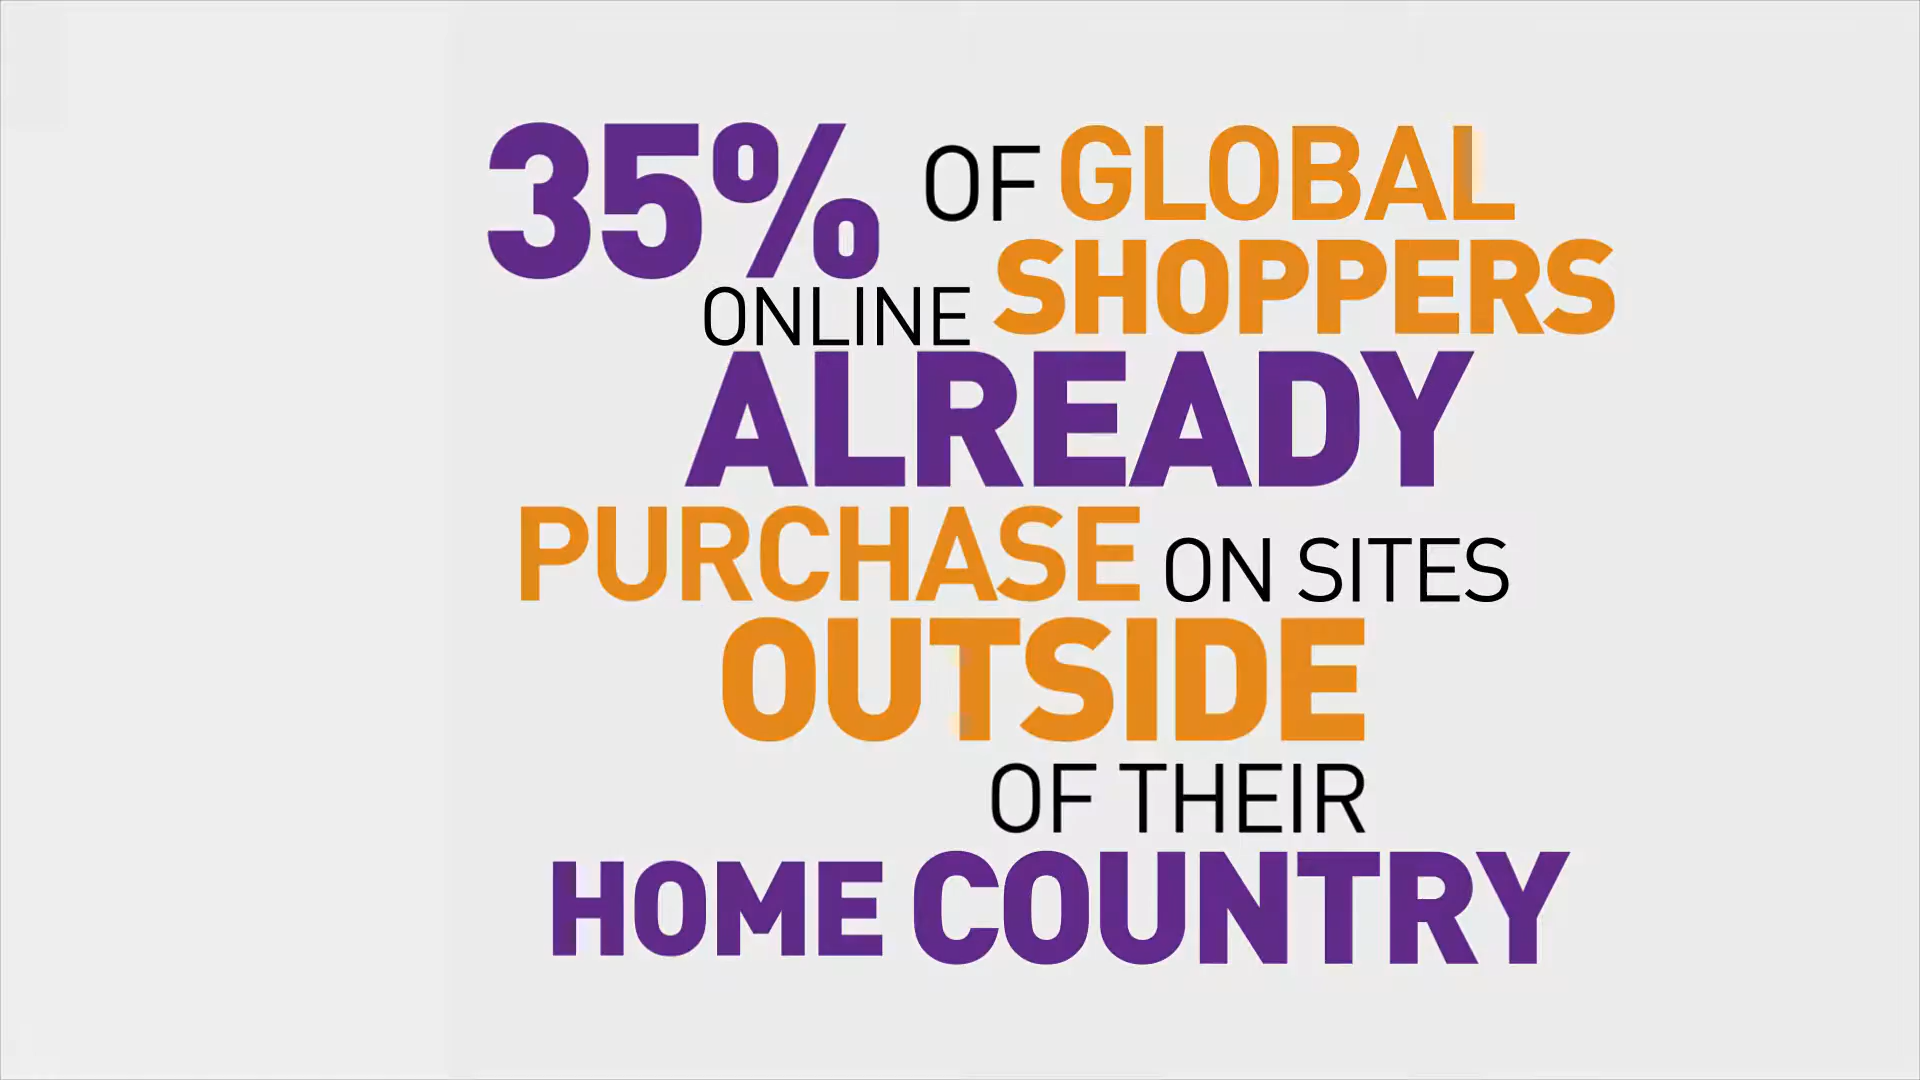 35% OF GLOBAL
ONLINE SHOPPERS
ALREADY
PURCHASE ON SITES
OUTSIDE
OF THEIR
HOME COUNTRY